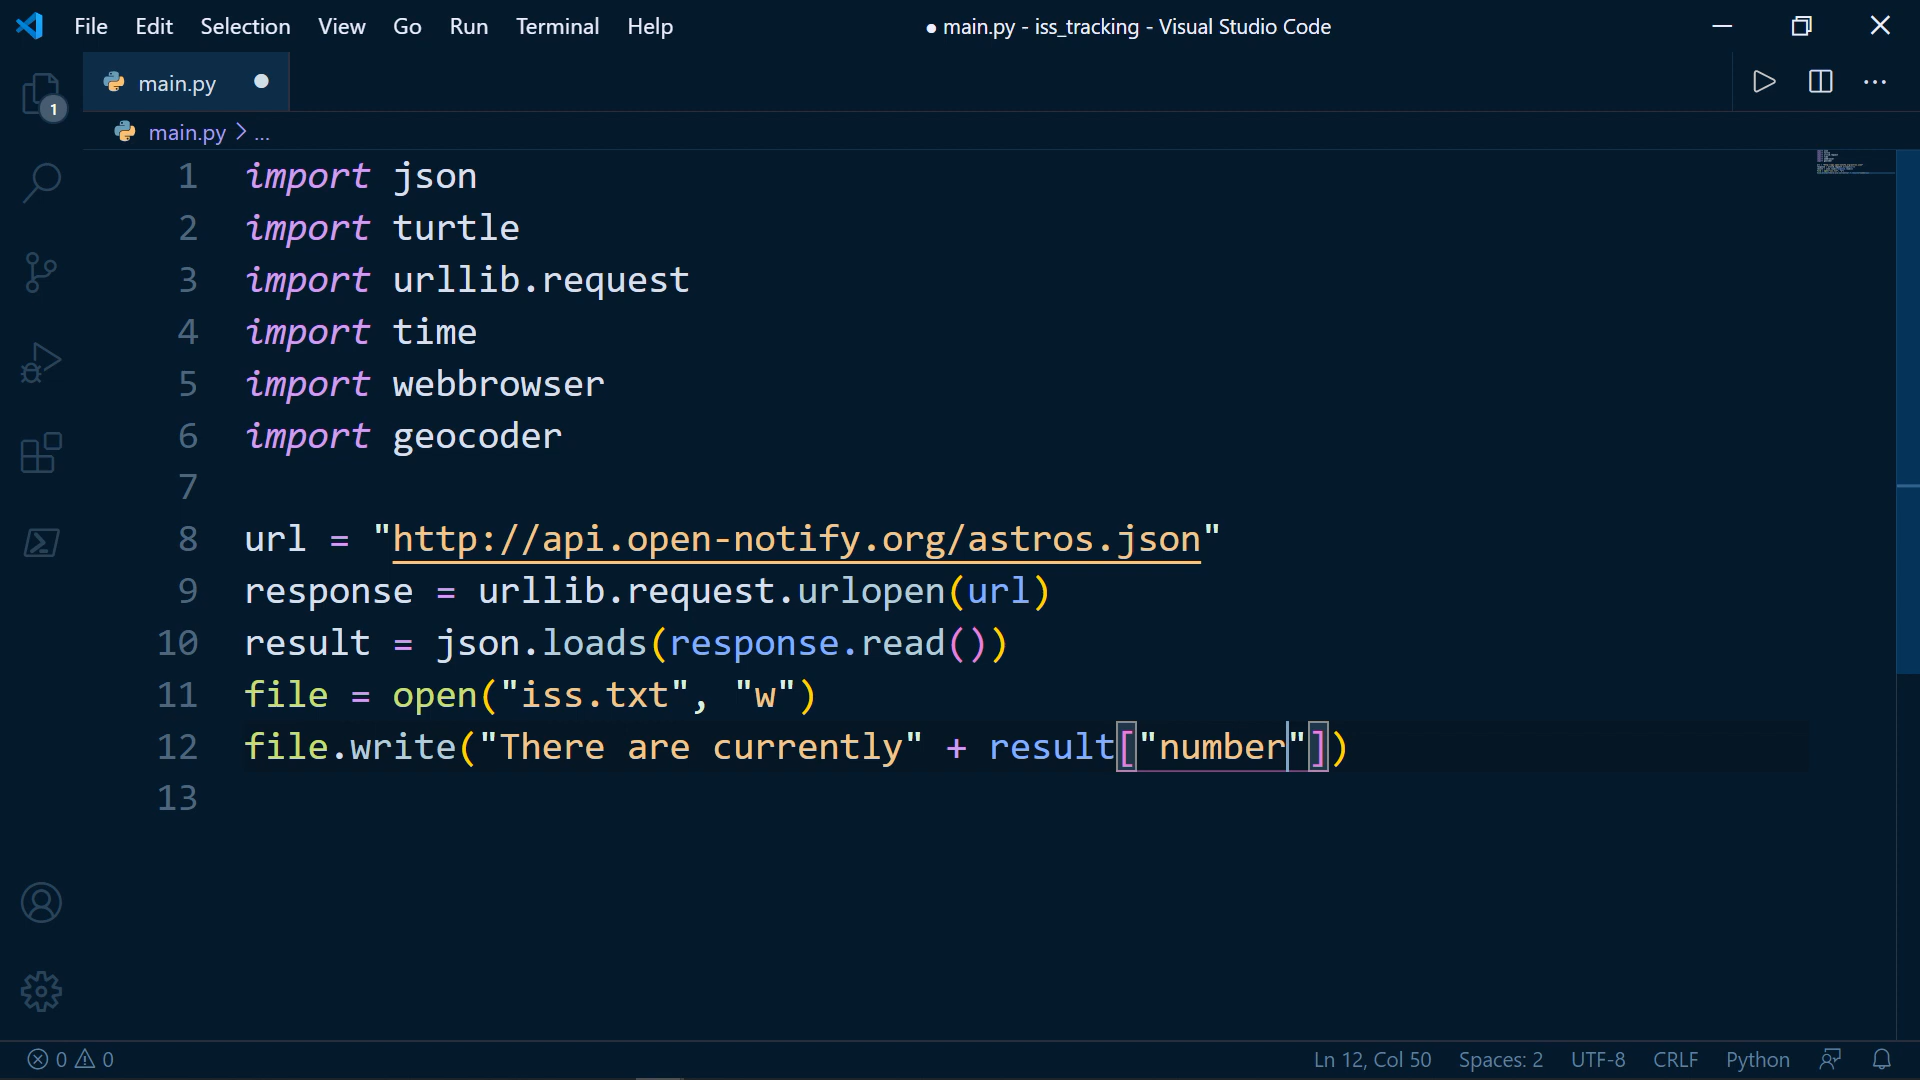 File Edit Selection View Go Run Terminal Help ● main.py - iss_tracking - Visual Studio Code
main.py ●
1
main.py > ...
1 import json
2 import turtle
3 import urllib.request
4 import time
5 import webbrowser
6 import geocoder
7
8 url = "http://api.open-notify.org/astros.json"
9 response = urllib.request.urlopen(url)
10 result = json.loads(response.read())
11 file = open("iss.txt", "w")
12 file.write("There are currently" + result["number"])
13
0 0 Ln 12, Col 50 Spaces: 2 UTF-8 CRLF Python